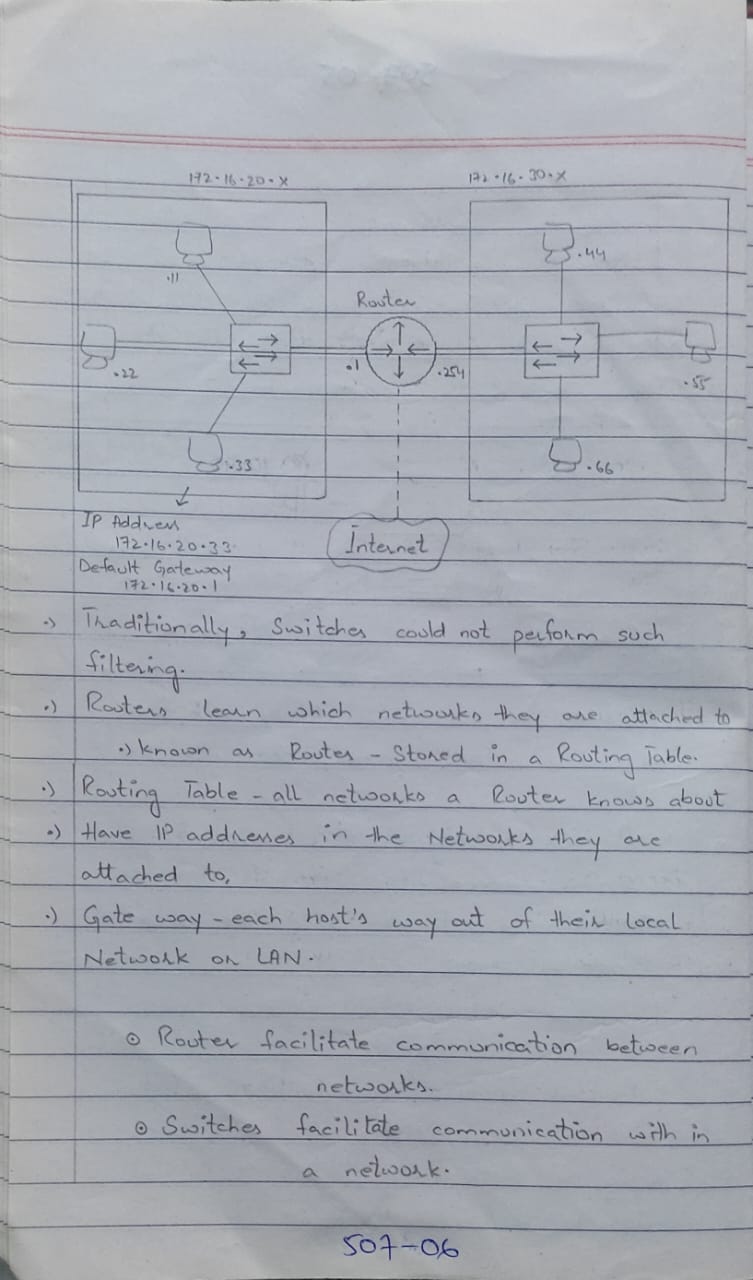 172.16.20.X
172.16.30.X
.11
.44
Router
.22
.1
.254
.55
.33
.66
IP Address
172.16.20.33
Default Gateway
172.16.20.1
Internet
•) Traditionally, Switches could not perform such
filtering.
•) Routers learn which networks they are attached to
•) known as Routes - Stored in a Routing Table.
•) Routing Table - all networks a Router knows about
•) Have IP addresses in the Networks they are
attached to,
•) Gate way - each host's way out of their local
Network or LAN.
⊙ Router facilitate communication between
networks.
⊙ Switches facilitate communication with in
a network.
507-06